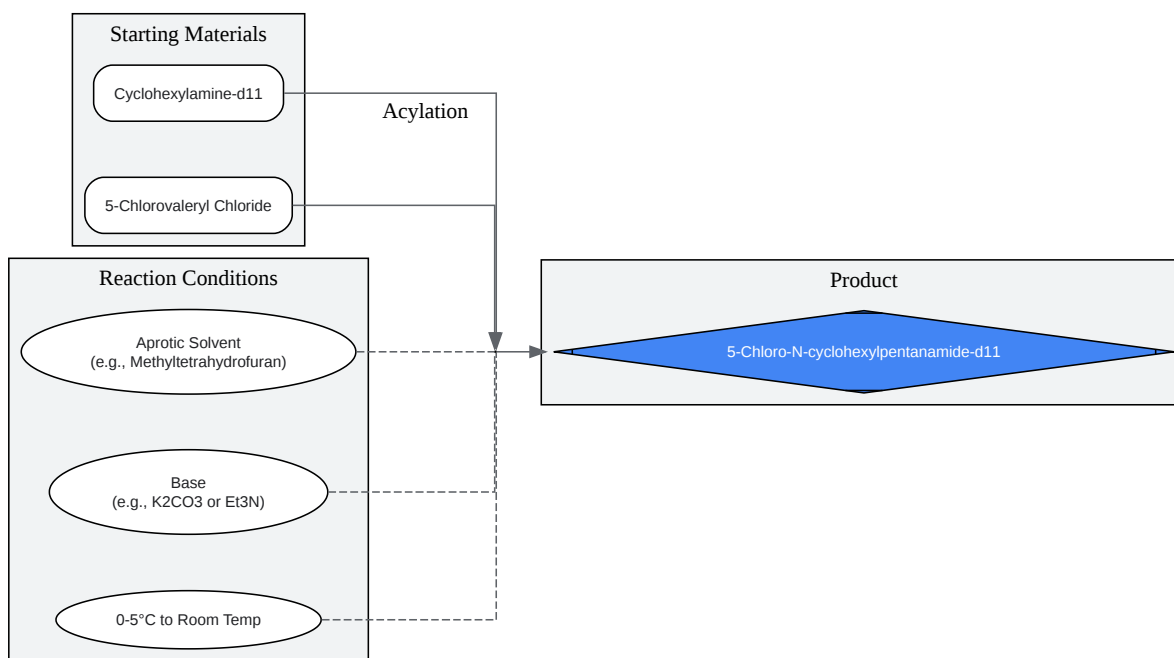 Starting Materials
Cyclohexylamine-d11
Acylation
5-Chlorovaleryl Chloride
Reaction Conditions
Aprotic Solvent
(e.g., Methyltetrahydrofuran)
Base
(e.g., K2CO3 or Et3N)
0-5°C to Room Temp
Product
5-Chloro-N-cyclohexylpentanamide-d11